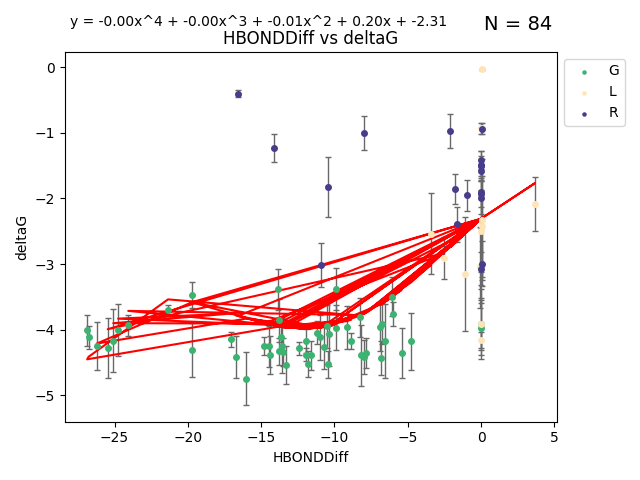 y = -0.00x^4 + -0.00x^3 + -0.01x^2 + 0.20x + -2.31
N = 84
HBONDDiff vs deltaG
G
L
R
deltaG
0
−1
−2
−3
−4
−5
−25 −20 −15 −10 −5 0 5
HBONDDiff